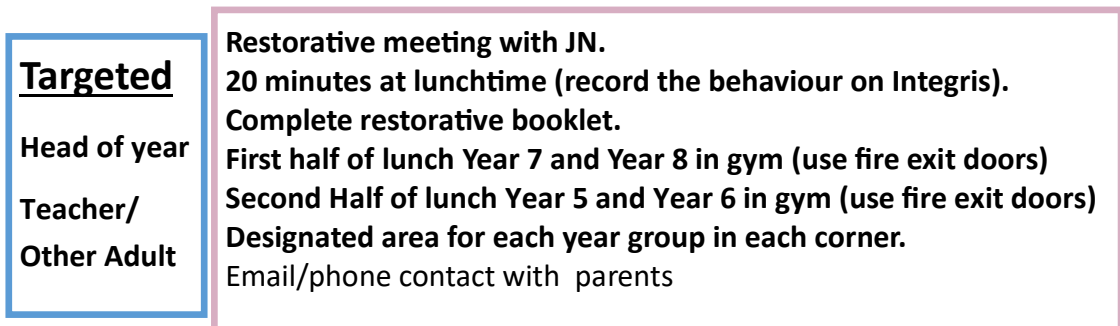 Targeted
Head of year
Teacher/
Other Adult
Restorative meeting with JN.
20 minutes at lunchtime (record the behaviour on Integris).
Complete restorative booklet.
First half of lunch Year 7 and Year 8 in gym (use fire exit doors)
Second Half of lunch Year 5 and Year 6 in gym (use fire exit doors)
Designated area for each year group in each corner.
Email/phone contact with  parents